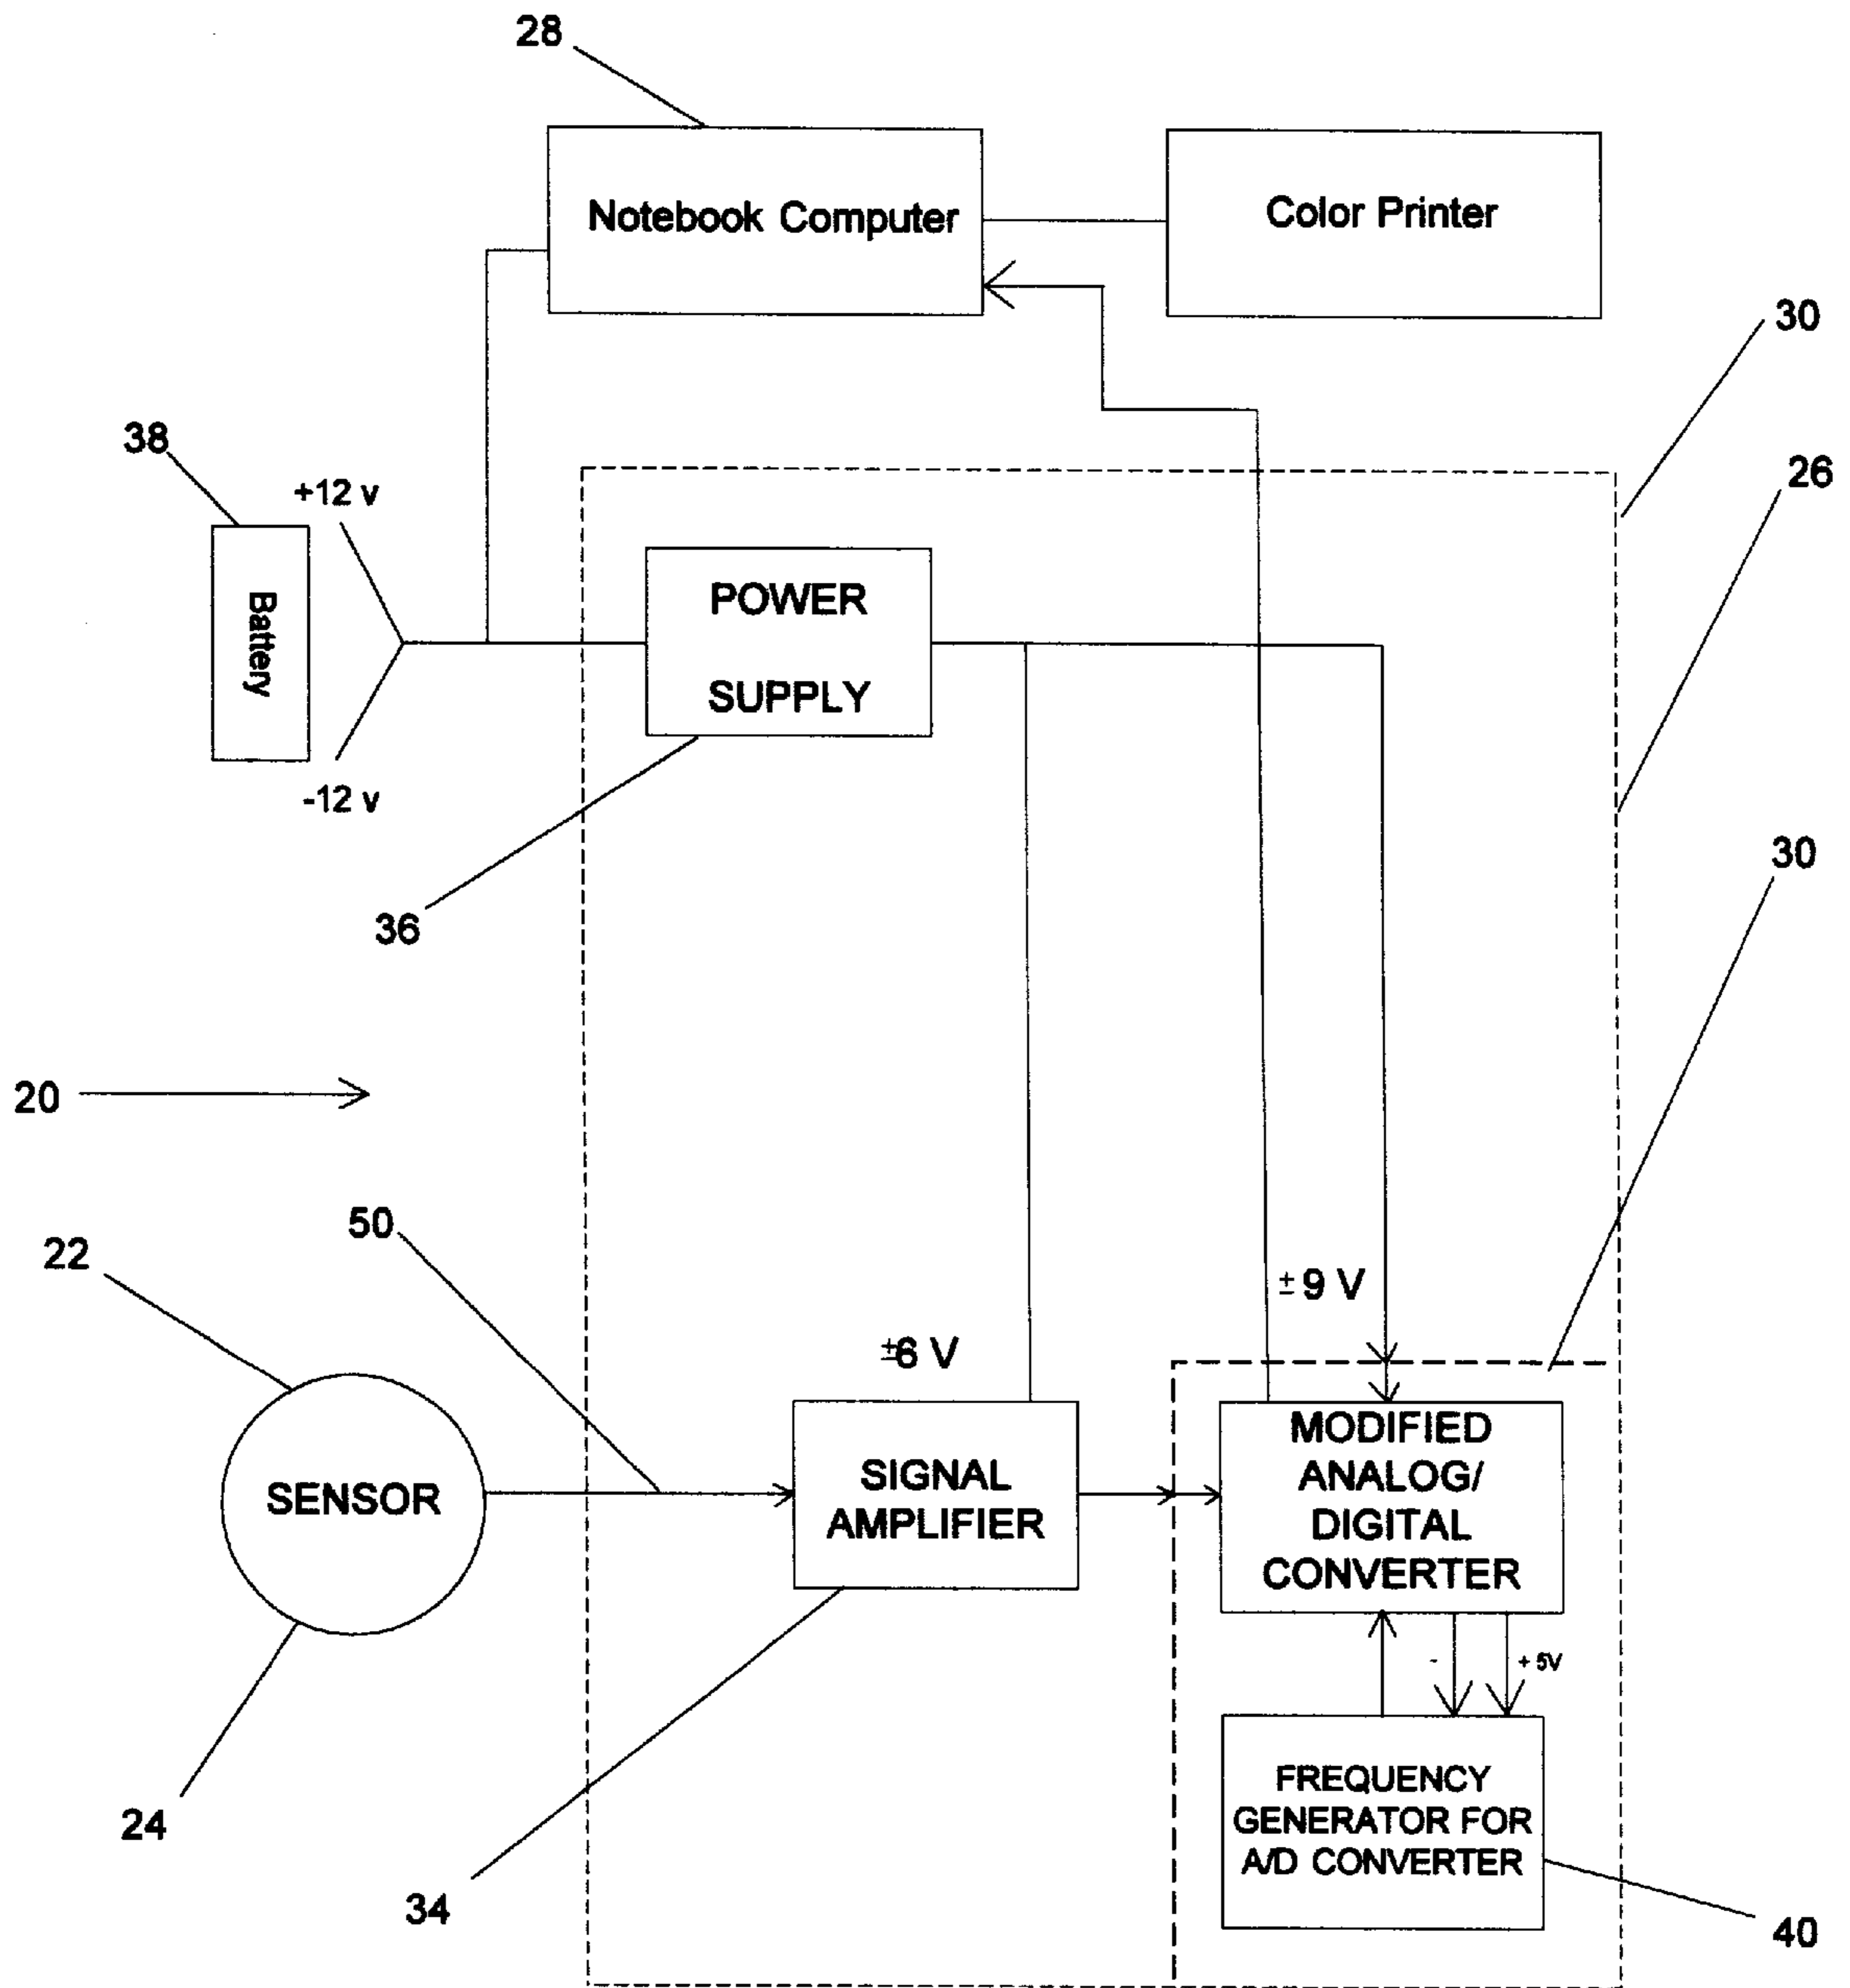 28
Notebook Computer
Color Printer
30
38
+12 v
26
Battery
POWER
SUPPLY
-12 v
30
36
20
50
22
± 9 V
±6 V
MODIFIED
ANALOG/
DIGITAL
CONVERTER
SENSOR
SIGNAL
AMPLIFIER
-
+ 5V
FREQUENCY
GENERATOR FOR
A/D CONVERTER
24
34
40